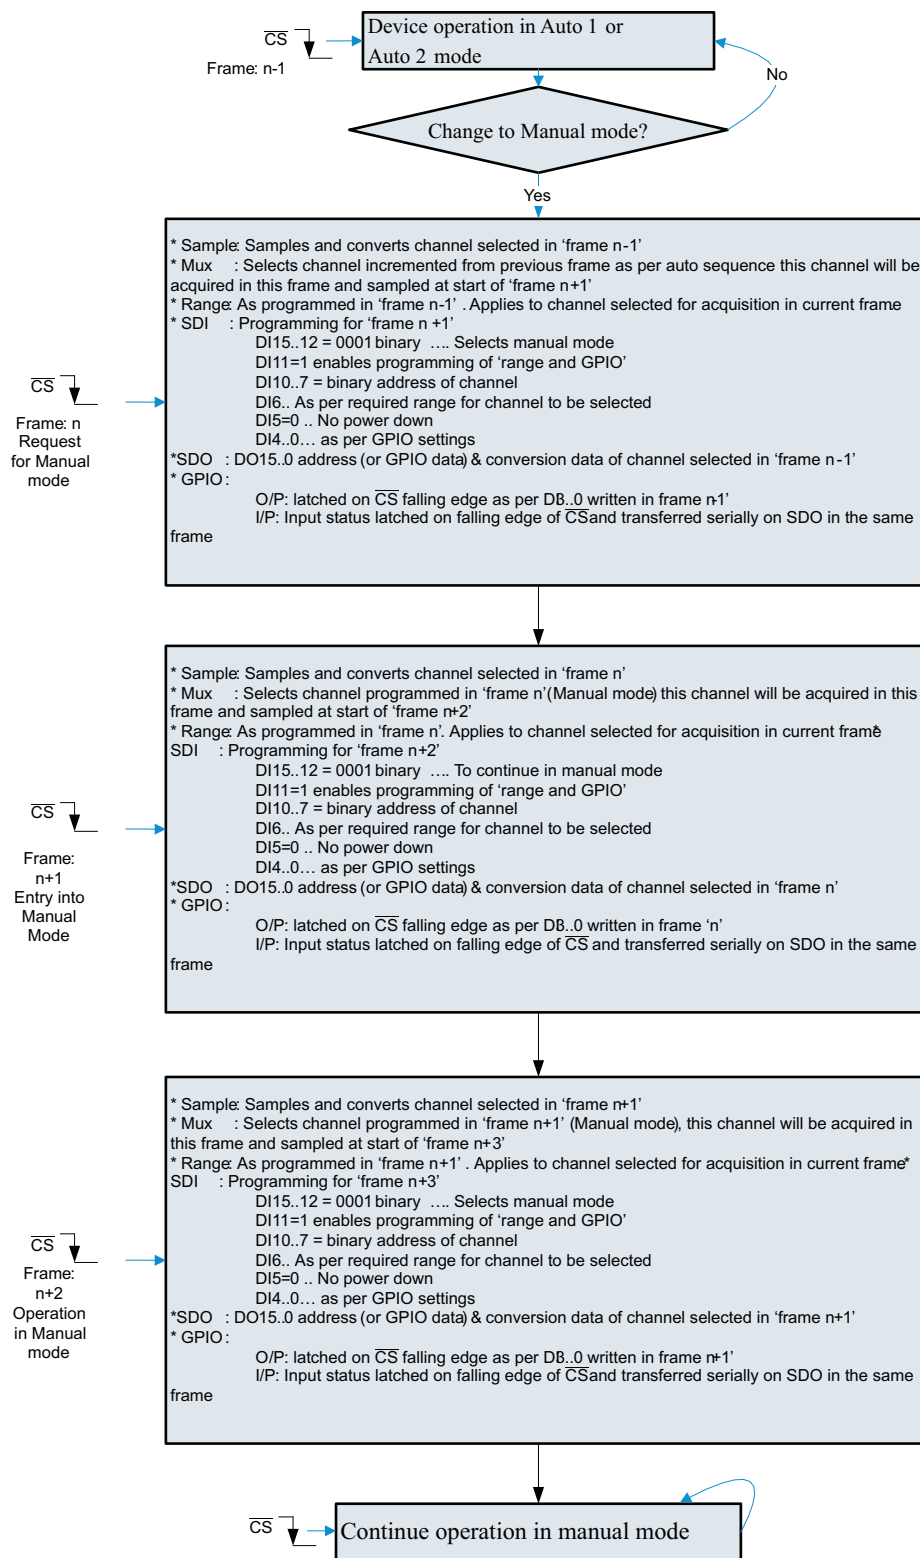 Device operation in Auto 1 or
Auto 2 mode
CS
Frame: n-1
No
Change to Manual mode?
Yes
* Sample: Samples and converts channel selected in ‘frame n-1’
* Mux : Selects channel incremented from previous frame as per auto sequence this channel will be
acquired in this frame and sampled at start of ‘frame n+1’
* Range: As programmed in ‘frame n-1’ . Applies to channel selected for acquisition in current frame
* SDI : Programming for ‘frame n +1’
DI15..12 = 0001 binary …. Selects manual mode
DI11=1 enables programming of ‘range and GPIO’
DI10..7 = binary address of channel
DI6.. As per required range for channel to be selected
DI5=0 .. No power down
DI4..0… as per GPIO settings
*SDO : DO15..0 address (or GPIO data) & conversion data of channel selected in ‘frame n-1’
* GPIO :
O/P: latched on CS falling edge as per DB..0 written in frame n-1’
I/P: Input status latched on falling edge of CS and transferred serially on SDO in the same
frame
CS
Frame: n
Request
for Manual
mode
* Sample: Samples and converts channel selected in ‘frame n’
* Mux : Selects channel programmed in ‘frame n’(Manual mode) this channel will be acquired in this
frame and sampled at start of ‘frame n+2’
* Range: As programmed in ‘frame n’. Applies to channel selected for acquisition in current frame*
SDI : Programming for ‘frame n+2’
DI15..12 = 0001 binary …. To continue in manual mode
DI11=1 enables programming of ‘range and GPIO’
DI10..7 = binary address of channel
DI6.. As per required range for channel to be selected
DI5=0 .. No power down
DI4..0… as per GPIO settings
*SDO : DO15..0 address (or GPIO data) & conversion data of channel selected in ‘frame n’
* GPIO :
O/P: latched on CS falling edge as per DB..0 written in frame ‘n’
I/P: Input status latched on falling edge of CS and transferred serially on SDO in the same
frame
CS
Frame:
n+1
Entry into
Manual
Mode
* Sample: Samples and converts channel selected in ‘frame n+1’
* Mux : Selects channel programmed in ‘frame n+1’ (Manual mode), this channel will be acquired in
this frame and sampled at start of ‘frame n+3’
* Range: As programmed in ‘frame n+1’ . Applies to channel selected for acquisition in current frame*
SDI : Programming for ‘frame n+3’
DI15..12 = 0001 binary …. Selects manual mode
DI11=1 enables programming of ‘range and GPIO’
DI10..7 = binary address of channel
DI6.. As per required range for channel to be selected
DI5=0 .. No power down
DI4..0… as per GPIO settings
*SDO : DO15..0 address (or GPIO data) & conversion data of channel selected in ‘frame n+1’
* GPIO :
O/P: latched on CS falling edge as per DB..0 written in frame n+1’
I/P: Input status latched on falling edge of CS and transferred serially on SDO in the same
frame
CS
Frame:
n+2
Operation
in Manual
mode
CS
Continue operation in manual mode